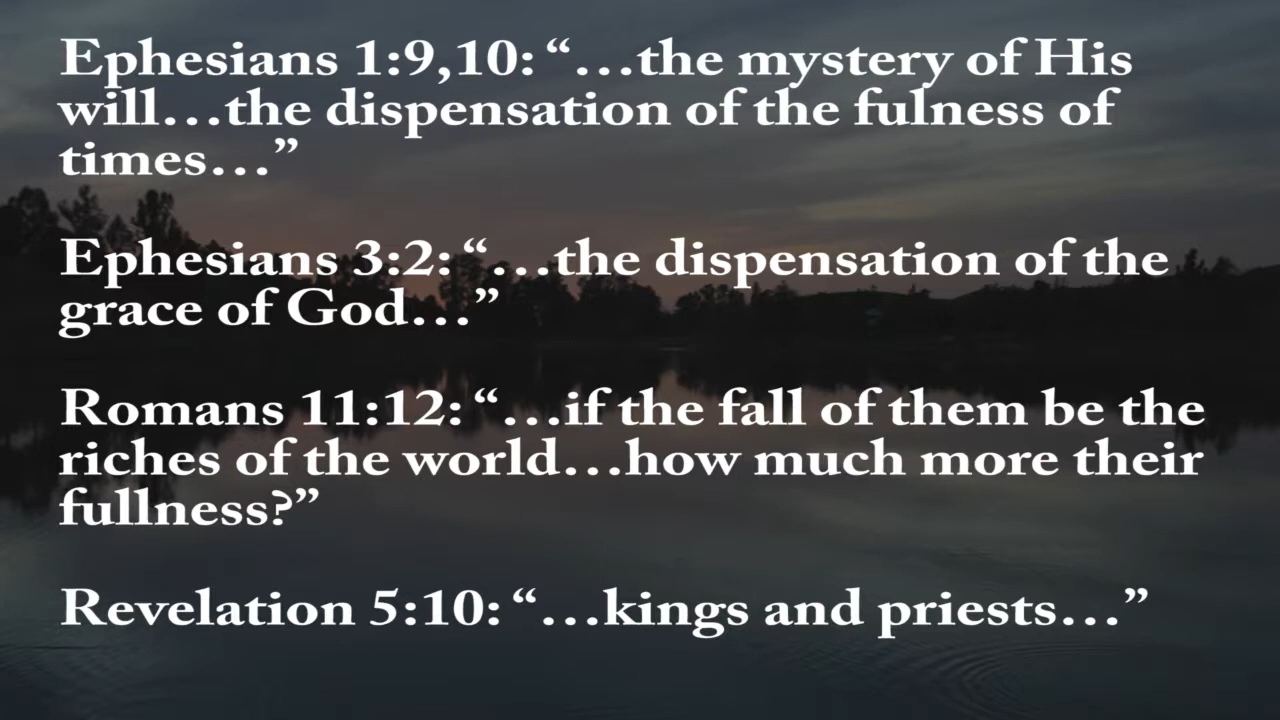 Ephesians 1:9,10: “…the mystery of His
will…the dispensation of the fulness of
times…”
Ephesians 3:2: “…the dispensation of the
grace of God…”
Romans 11:12: “…if the fall of them be the
riches of the world…how much more their
fullness?”
Revelation 5:10: “…kings and priests…”